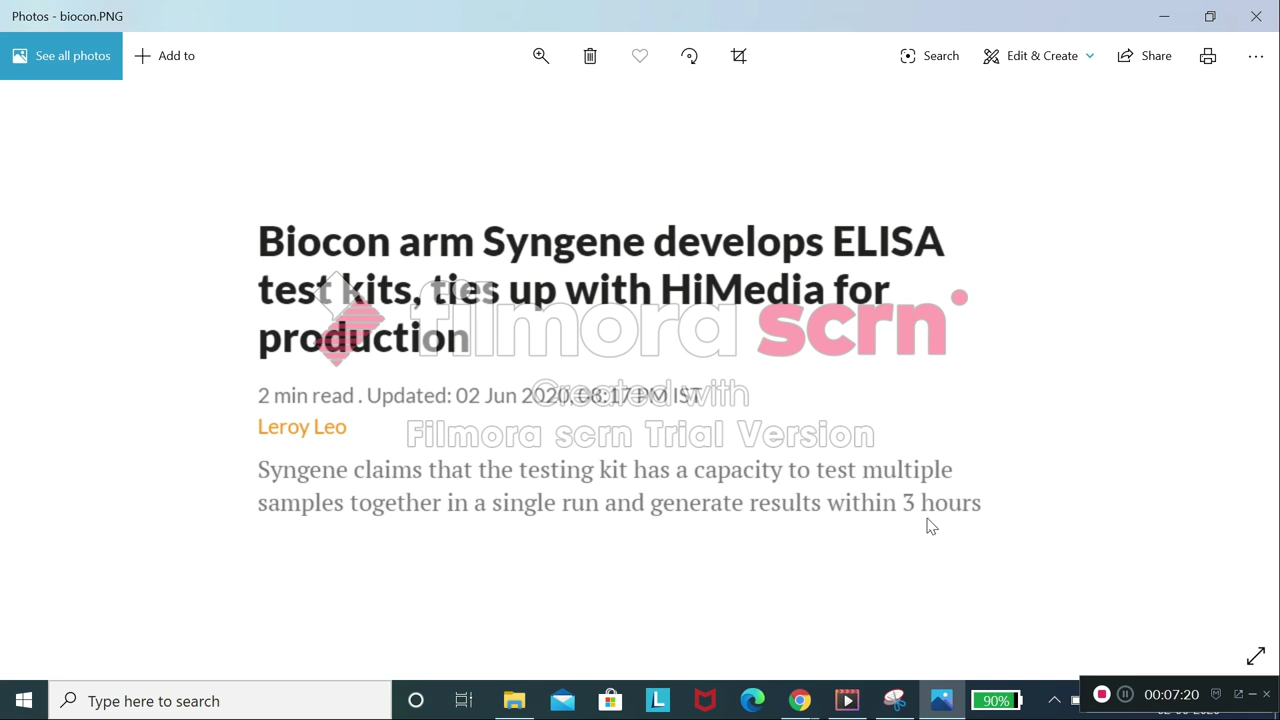 Photos - biocon.PNG
See all photos
Add to
Search
Edit & Create
Share
Biocon arm Syngene develops ELISA
test kits, ties up with HiMedia for
production
filmora scrn
2 min read . Updated: 02 Jun 2020, 08:17 PM IST
Created with
Leroy Leo
Filmora scrn Trial Version
Syngene claims that the testing kit has a capacity to test multiple
samples together in a single run and generate results within 3 hours
Type here to search
L
90%
00:07:20